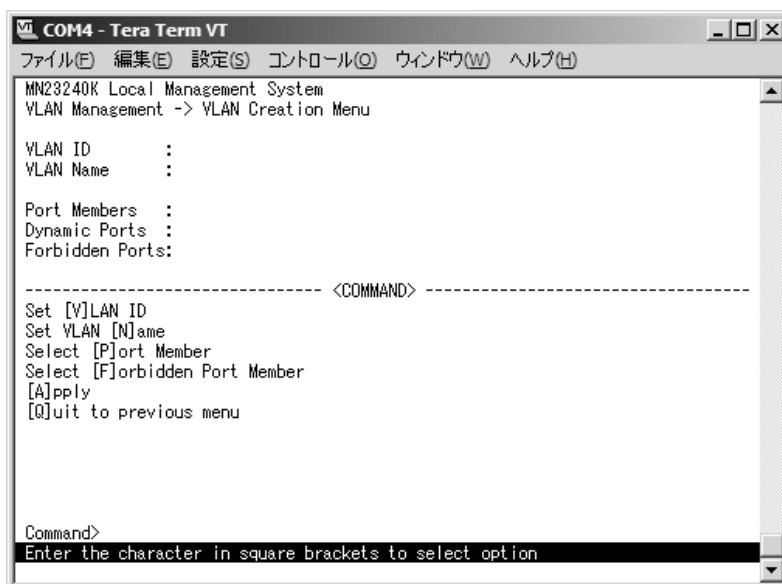 COM4 - Tera Term VT
ファイル(F) 編集(E) 設定(S) コントロール(O) ウィンドウ(W) ヘルプ(H)
MN23240K Local Management System
VLAN Management -> VLAN Creation Menu
VLAN ID :
VLAN Name :
Port Members :
Dynamic Ports :
Forbidden Ports:
-------------------------------- <COMMAND> -----------------------------------
Set [V]LAN ID
Set VLAN [N]ame
Select [P]ort Member
Select [F]orbidden Port Member
[A]pply
[Q]uit to previous menu
Command>
Enter the character in square brackets to select option